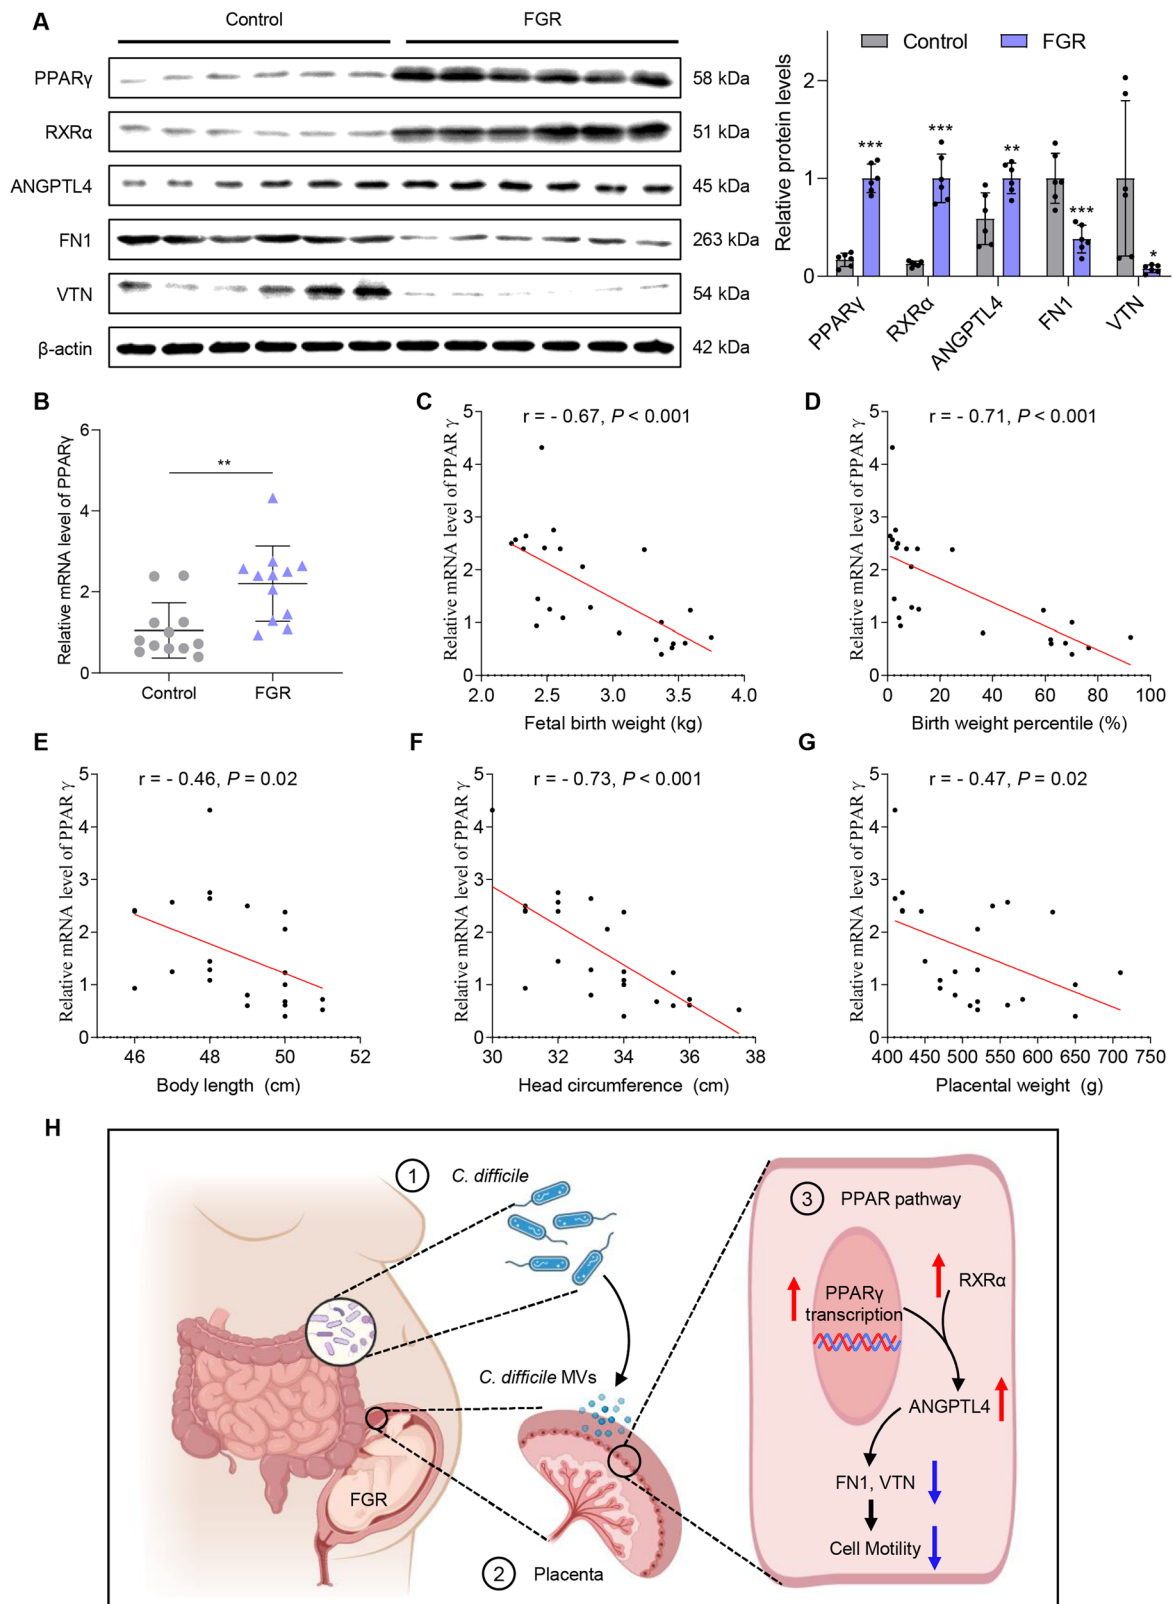 A
Control
FGR
PPARγ
58 kDa
RXRα
51 kDa
ANGPTL4
45 kDa
FN1
263 kDa
VTN
54 kDa
β-actin
42 kDa
Control
FGR
Relative protein levels
2
1
0
***
***
**
***
*
PPARγ
RXRα
ANGPTL4
FN1
VTN
B
Relative mRNA level of PPARγ
6
4
2
0
**
Control
FGR
C
r = - 0.67, P < 0.001
Relative mRNA level of PPAR γ
5
4
3
2
1
0
2.0 2.5 3.0 3.5 4.0
Fetal birth weight (kg)
D
r = - 0.71, P < 0.001
Relative mRNA level of PPAR γ
5
4
3
2
1
0
0 20 40 60 80 100
Birth weight percentile (%)
E
r = - 0.46, P = 0.02
Relative mRNA level of PPAR γ
5
4
3
2
1
0
46 48 50 52
Body length (cm)
F
r = - 0.73, P < 0.001
Relative mRNA level of PPAR γ
5
4
3
2
1
0
30 32 34 36 38
Head circumference (cm)
G
r = - 0.47, P = 0.02
Relative mRNA level of PPAR γ
5
4
3
2
1
0
400 450 500 550 600 650 700 750
Placental weight (g)
H
1
C. difficile
C. difficile MVs
FGR
2 Placenta
3 PPAR pathway
PPARγ
transcription
RXRα
ANGPTL4
FN1, VTN
Cell Motility